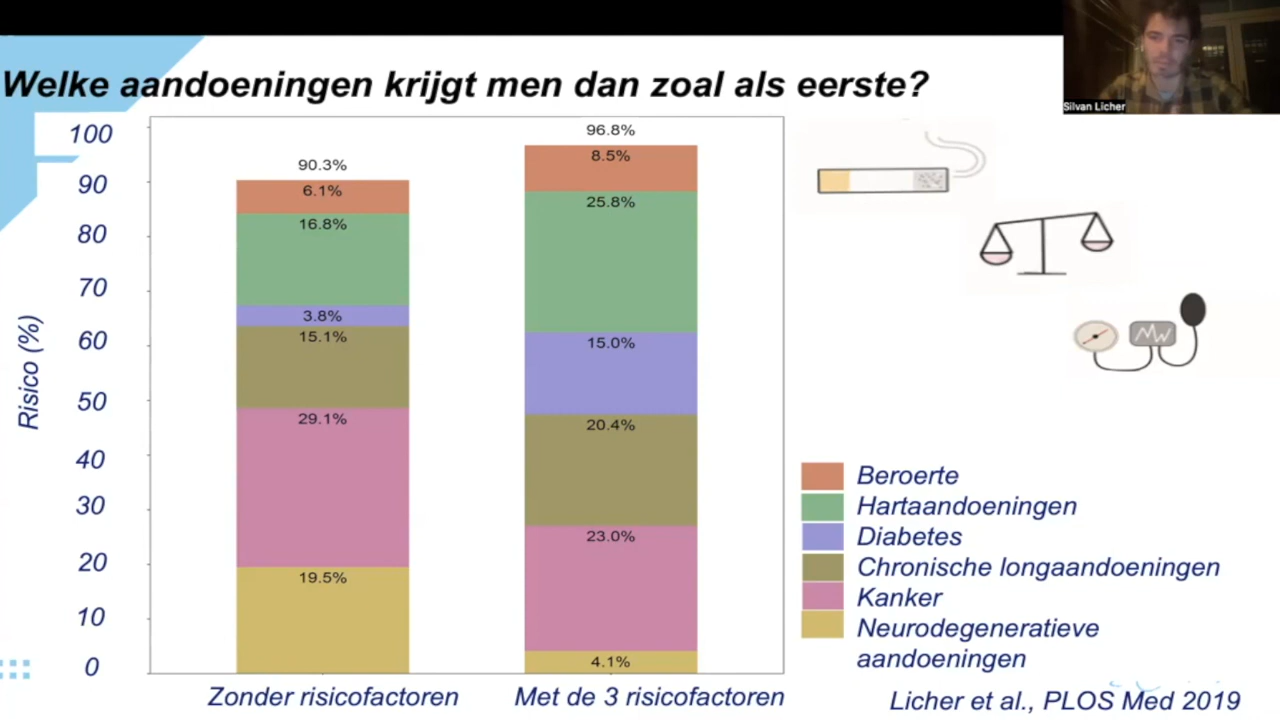 Silvan Licher
Welke aandoeningen krijgt men dan zoal als eerste?
Risico (%)
100
90
80
70
60
50
40
30
20
10
0
90.3%
6.1%
16.8%
3.8%
15.1%
29.1%
19.5%
96.8%
8.5%
25.8%
15.0%
20.4%
23.0%
4.1%
Zonder risicofactoren
Met de 3 risicofactoren
Beroerte
Hartaandoeningen
Diabetes
Chronische longaandoeningen
Kanker
Neurodegeneratieve
aandoeningen
Licher et al., PLOS Med 2019